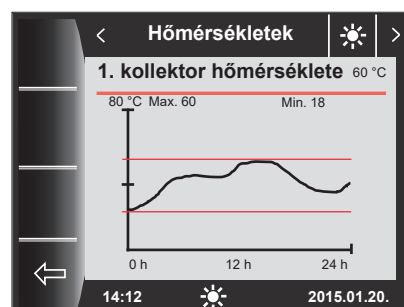 Hőmérsékletek
1. kollektor hőmérséklete 60 °C
80 °C Max. 60 Min. 18
0 h 12 h 24 h
14:12 2015.01.20.